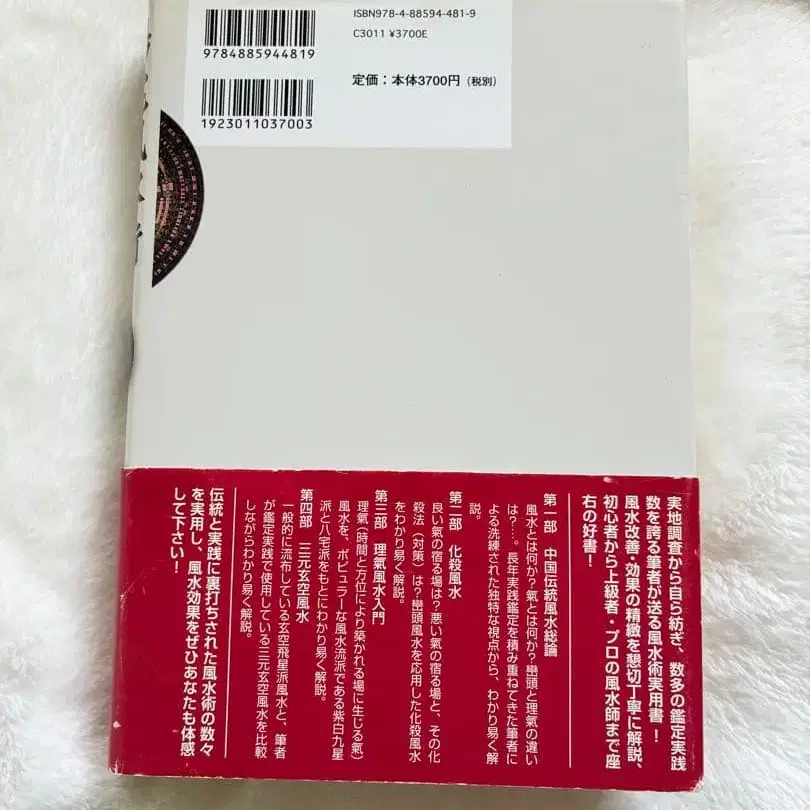 ISBN978-4-88594-481-9
C3011 ¥3700E
9784885944819
定価：本体3700円（税別）
1923011037003
実地調査から自ら紡ぎ、数多の鑑定実践
数を誇る筆者が送る風水術実用書！
風水改善・効果の精緻を懇切丁寧に解説、
初心者から上級者・プロの風水師まで座
右の好書！
第一部　中国伝統風水総論
風水とは何か？氣とは何か？巒頭と理氣の違い
は？…。長年実践鑑定を積み重ねてきた筆者に
よる洗練された独特な視点から、わかり易く解
説。
第二部　化殺風水
良い氣の宿る場は？悪い氣の宿る場と、その化
殺法（対策）は？巒頭風水を応用した化殺風水
をわかり易く解説。
第三部　理氣風水入門
理氣（時間と方位により築かれる場に生じる氣）
風水を、ポピュラーな風水流派である紫白九星
派と八宅派をもとにわかり易く解説。
第四部　三元玄空風水
一般的に流布している玄空飛星派風水と、筆者
が鑑定実践で使用している三元玄空風水を比較
しながらわかり易く解説。
伝統と実践に裏打ちされた風水術の数々
を実用し、風水効果をぜひあなたも体感
して下さい！